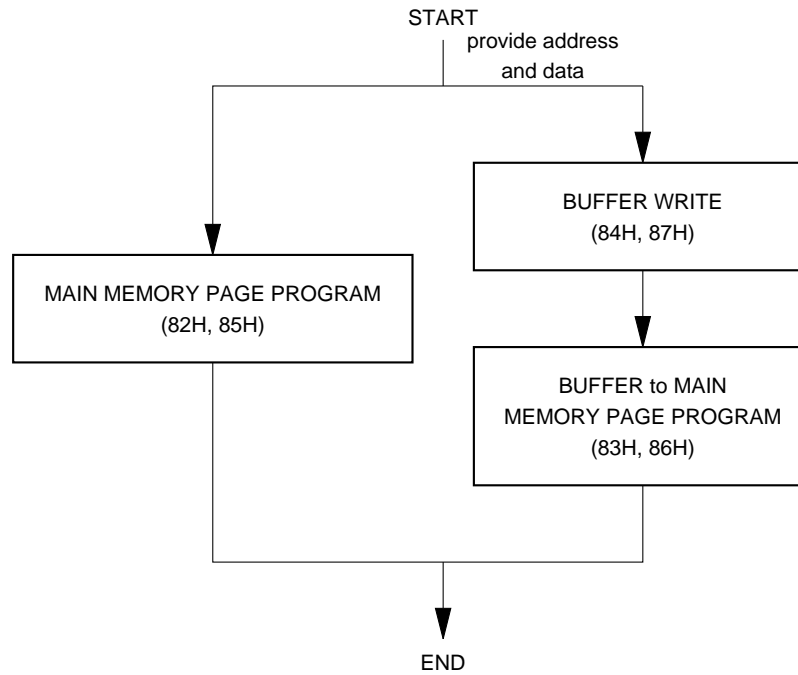 START
provide address
and data
BUFFER WRITE
(84H, 87H)
MAIN MEMORY PAGE PROGRAM
(82H, 85H)
BUFFER to MAIN
MEMORY PAGE PROGRAM
(83H, 86H)
END